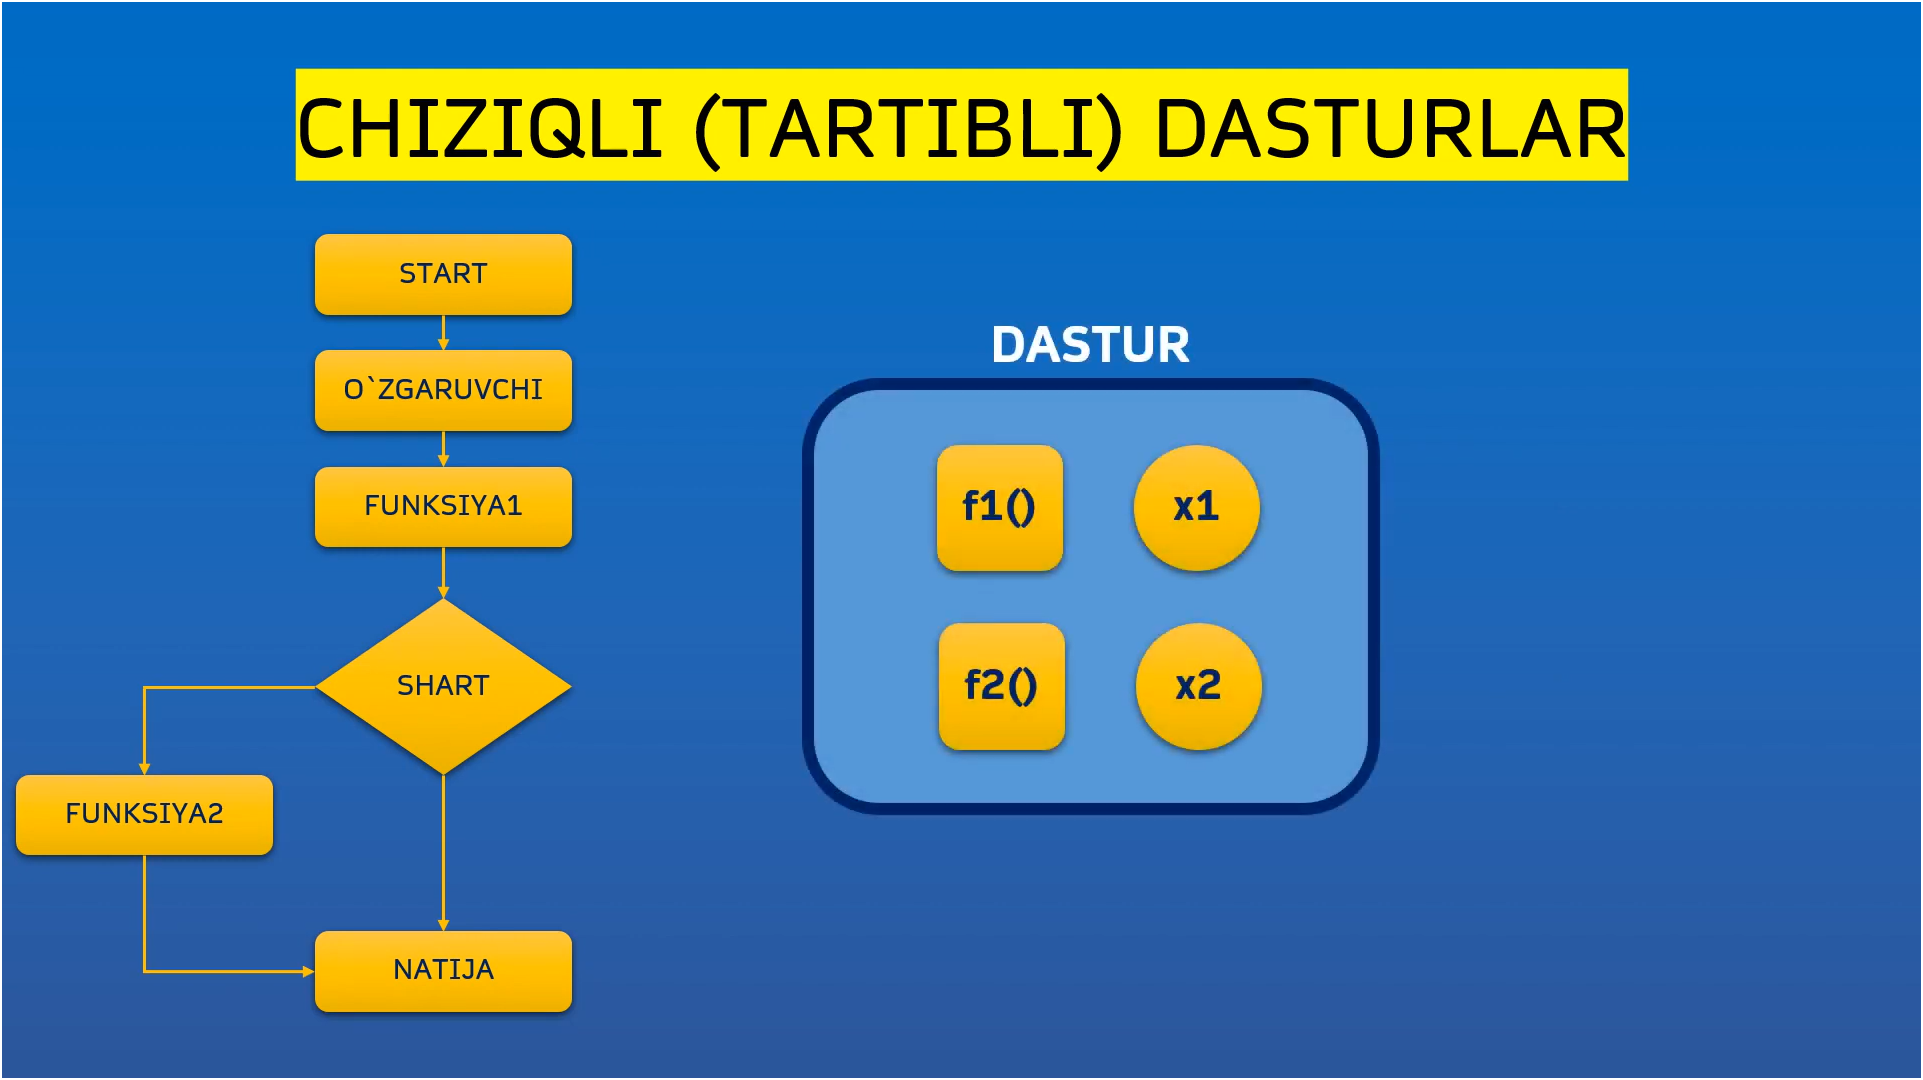 CHIZIQLI (TARTIBLI) DASTURLAR
START
O`ZGARUVCHI
FUNKSIYA1
SHART
FUNKSIYA2
NATIJA
DASTUR
f1()
x1
f2()
x2